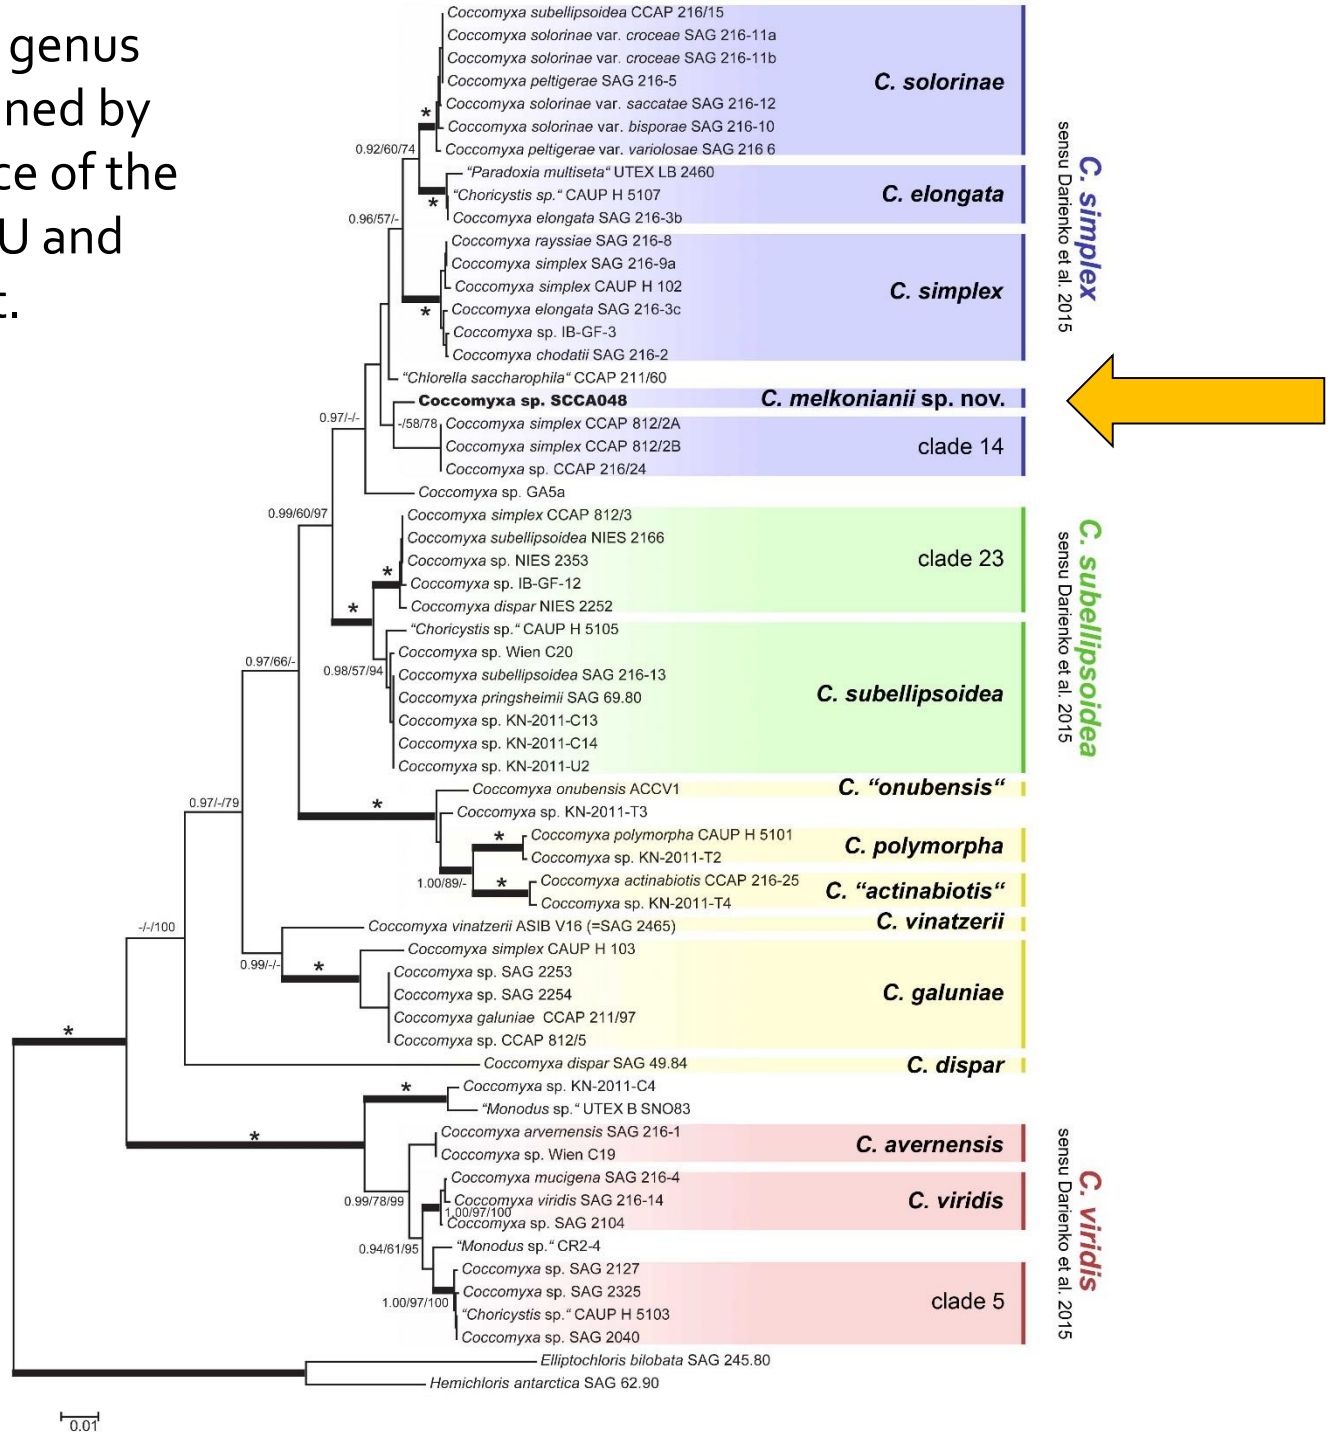 genus
ned by
ce of the
U and
t.
Coccomyxa subellipsoidea CCAP 216/15
Coccomyxa solorinae var. croceae SAG 216-11a
Coccomyxa solorinae var. croceae SAG 216-11b
Coccomyxa peltigerae SAG 216-5
Coccomyxa solorinae var. saccatae SAG 216-12
Coccomyxa solorinae var. bisporae SAG 216-10
Coccomyxa peltigerae var. variolosae SAG 216 6
C. solorinae
*
0.92/60/74
"Paradoxia multiseta" UTEX LB 2460
"Choricystis sp." CAUP H 5107
Coccomyxa elongata SAG 216-3b
C. elongata
*
0.96/57/-
Coccomyxa rayssiae SAG 216-8
Coccomyxa simplex SAG 216-9a
Coccomyxa simplex CAUP H 102
Coccomyxa elongata SAG 216-3c
Coccomyxa sp. IB-GF-3
Coccomyxa chodatii SAG 216-2
C. simplex
*
"Chlorella saccharophila" CCAP 211/60
Coccomyxa sp. SCCA048
C. melkonianii sp. nov.
0.97/-/-
-/58/78
Coccomyxa simplex CCAP 812/2A
Coccomyxa simplex CCAP 812/2B
Coccomyxa sp. CCAP 216/24
clade 14
Coccomyxa sp. GA5a
C. simplex
sensu Darienko et al. 2015
0.99/60/97
Coccomyxa simplex CCAP 812/3
Coccomyxa subellipsoidea NIES 2166
Coccomyxa sp. NIES 2353
Coccomyxa sp. IB-GF-12
Coccomyxa dispar NIES 2252
clade 23
*
*
"Choricystis sp." CAUP H 5105
Coccomyxa sp. Wien C20
Coccomyxa subellipsoidea SAG 216-13
Coccomyxa pringsheimii SAG 69.80
Coccomyxa sp. KN-2011-C13
Coccomyxa sp. KN-2011-C14
Coccomyxa sp. KN-2011-U2
C. subellipsoidea
0.97/66/-
0.98/57/94
C. subellipsoidea
sensu Darienko et al. 2015
Coccomyxa onubensis ACCV1
C. "onubensis"
*
Coccomyxa sp. KN-2011-T3
0.97/-/79
*
Coccomyxa polymorpha CAUP H 5101
Coccomyxa sp. KN-2011-T2
C. polymorpha
1.00/89/-
*
Coccomyxa actinabiotis CCAP 216-25
Coccomyxa sp. KN-2011-T4
C. "actinabiotis"
-/-/100
Coccomyxa vinatzerii ASIB V16 (=SAG 2465)
C. vinatzerii
0.99/-/-
*
Coccomyxa simplex CAUP H 103
Coccomyxa sp. SAG 2253
Coccomyxa sp. SAG 2254
Coccomyxa galuniae CCAP 211/97
Coccomyxa sp. CCAP 812/5
C. galuniae
*
Coccomyxa dispar SAG 49.84
C. dispar
*
Coccomyxa sp. KN-2011-C4
"Monodus sp." UTEX B SNO83
*
Coccomyxa arvernensis SAG 216-1
Coccomyxa sp. Wien C19
C. avernensis
0.99/78/99
Coccomyxa mucigena SAG 216-4
Coccomyxa viridis SAG 216-14
1.00/97/100
Coccomyxa sp. SAG 2104
C. viridis
0.94/61/95
"Monodus sp." CR2-4
Coccomyxa sp. SAG 2127
Coccomyxa sp. SAG 2325
1.00/97/100
"Choricystis sp." CAUP H 5103
Coccomyxa sp. SAG 2040
clade 5
C. viridis
sensu Darienko et al. 2015
Elliptochloris bilobata SAG 245.80
Hemichloris antarctica SAG 62.90
0.01